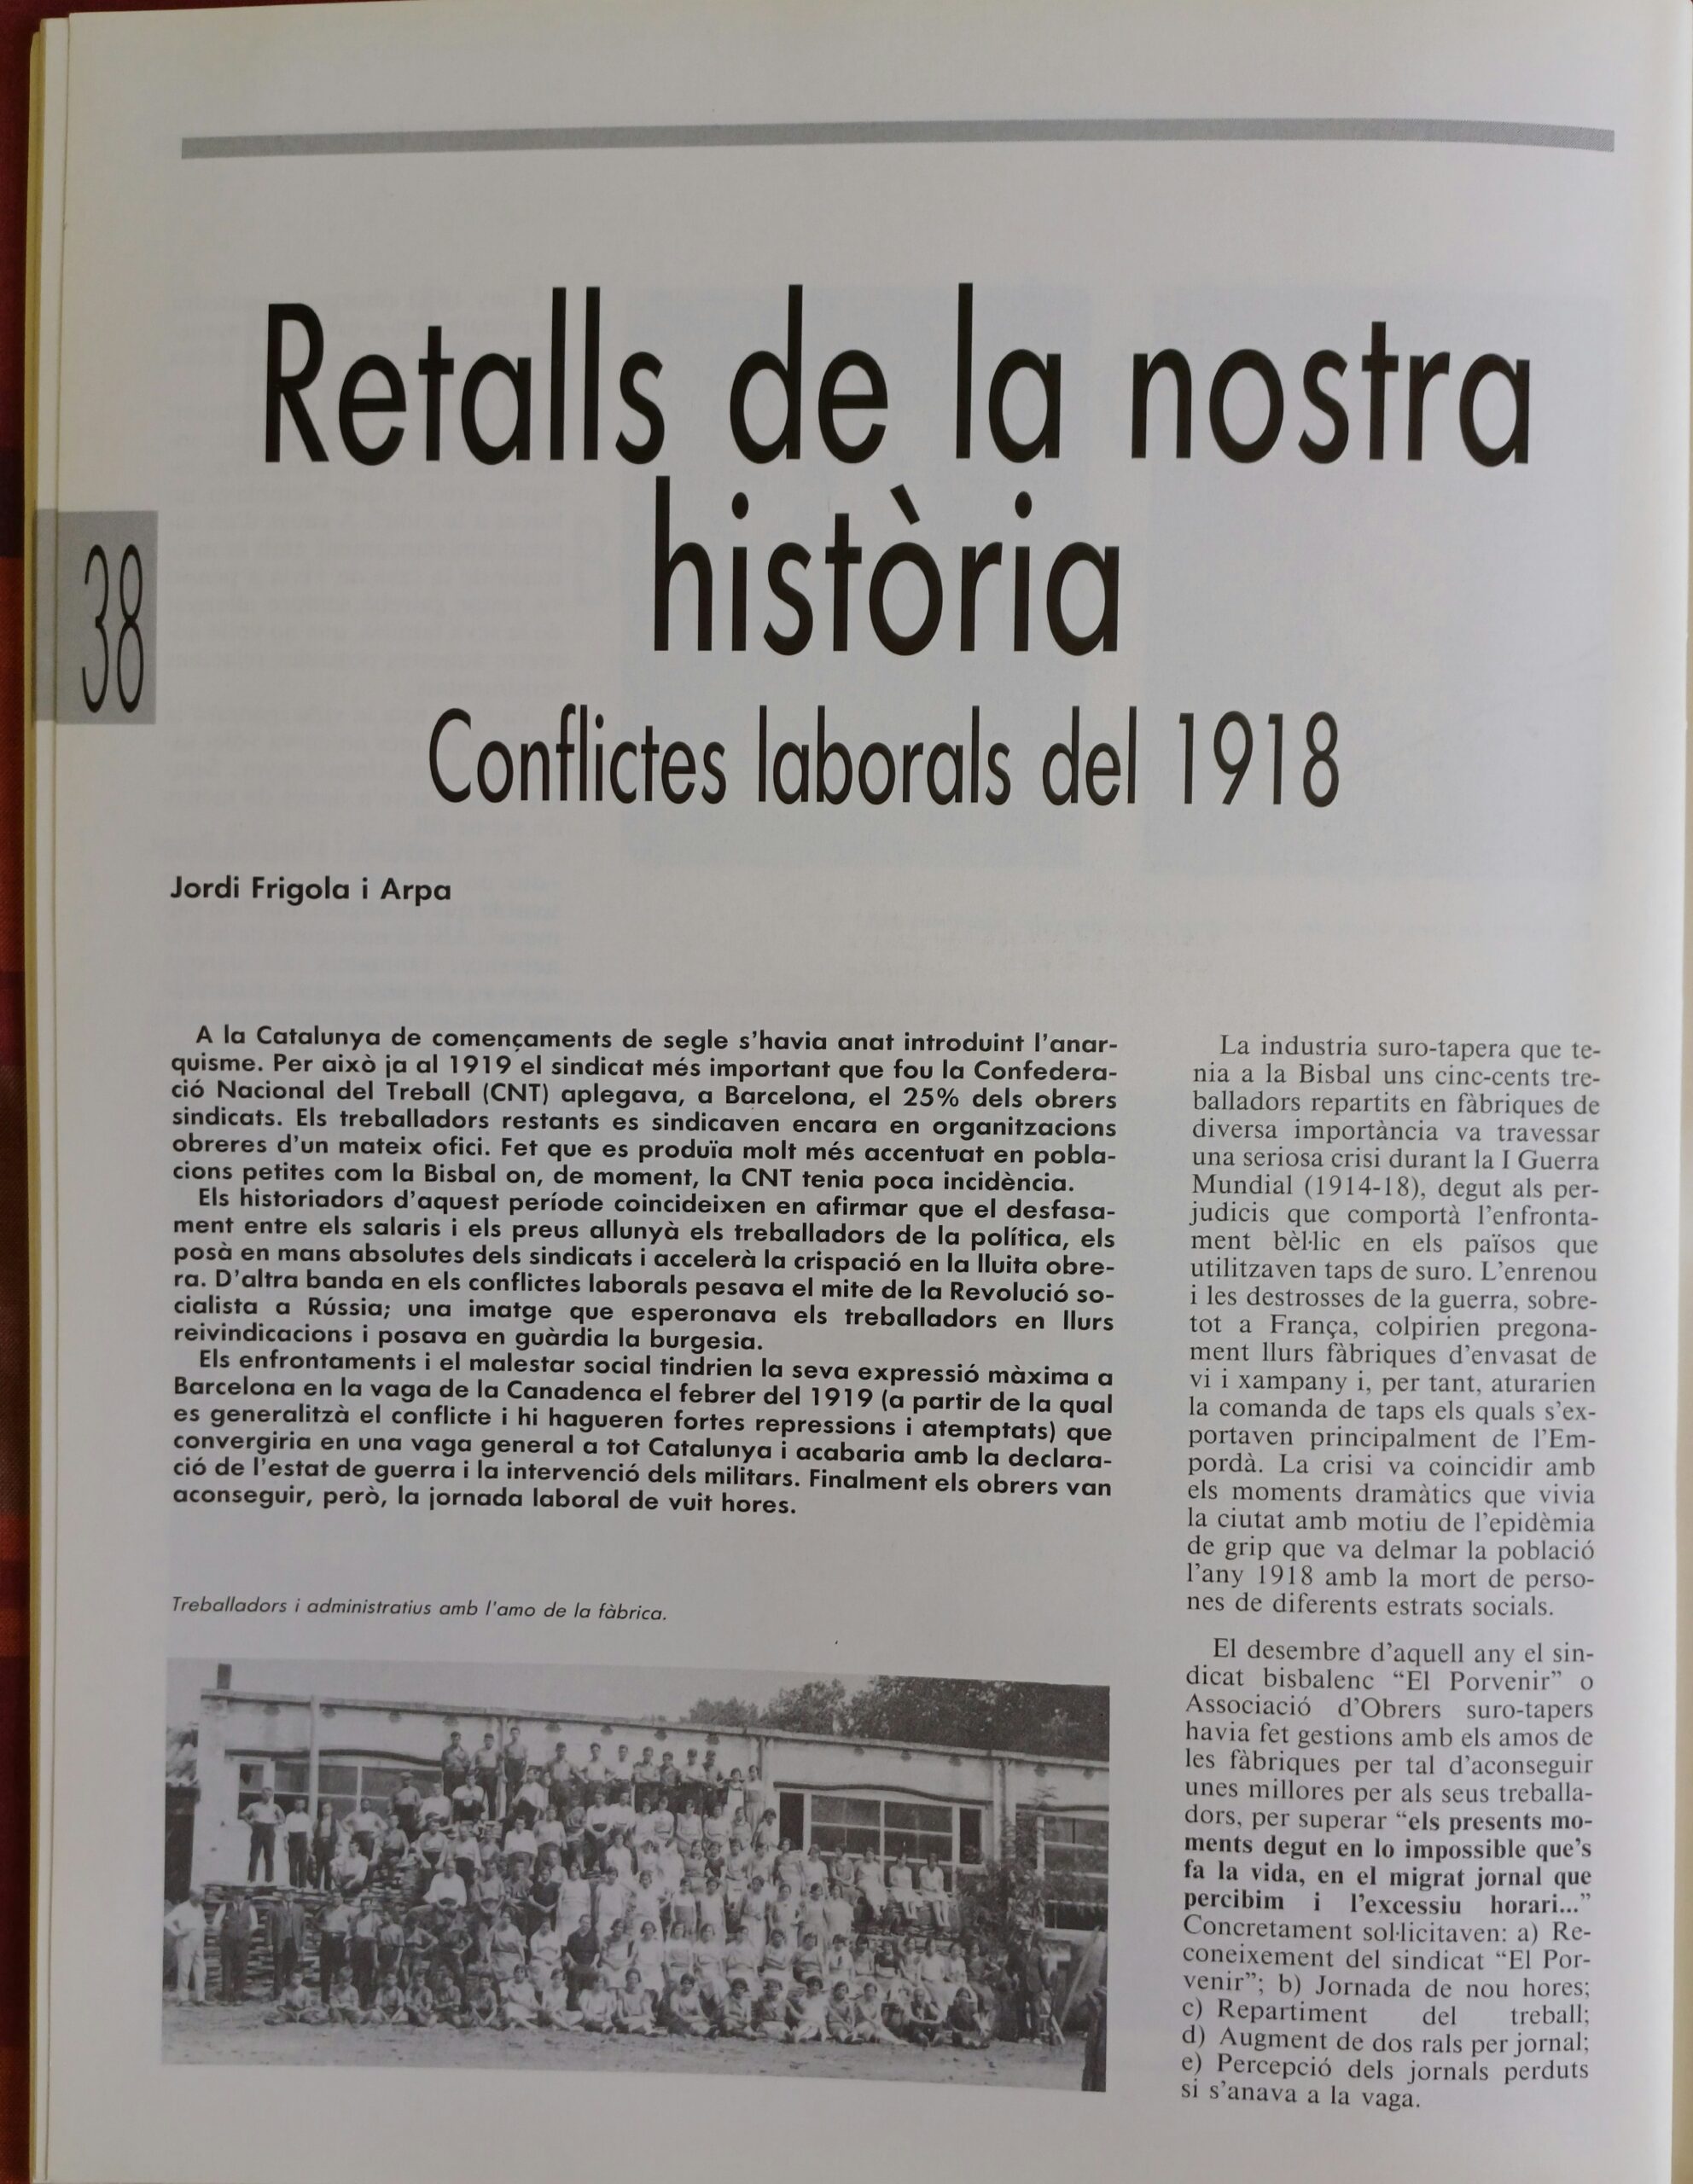 Retalls de la nostra
història
38
Conflictes laborals del 1918
Jordi Frigola i Arpa
A la Catalunya de començaments de segle s'havia anat introduint l'anar-
quisme. Per això ja al 1919 el sindicat més important que fou la Confedera-
ció Nacional del Treball (CNT) aplegava, a Barcelona, el 25% dels obrers
sindicats. Els treballadors restants es sindicaven encara en organitzacions
obreres d'un mateix ofici. Fet que es produïa molt més accentuat en pobla-
cions petites com la Bisbal on, de moment, la CNT tenia poca incidència.
Els historiadors d'aquest període coincideixen en afirmar que el desfasa-
ment entre els salaris i els preus allunyà els treballadors de la política, els
posà en mans absolutes dels sindicats i accelerà la crispació en la lluita obre-
ra. D'altra banda en els conflictes laborals pesava el mite de la Revolució so-
cialista a Rússia; una imatge que esperonava els treballadors en llurs
reivindicacions i posava en guàrdia la burgesia.
Els enfrontaments i el malestar social tindrien la seva expressió màxima a
Barcelona en la vaga de la Canadenca el febrer del 1919 (a partir de la qual
es generalitzà el conflicte i hi hagueren fortes repressions i atemptats) que
convergiria en una vaga general a tot Catalunya i acabaria amb la declara-
ció de l'estat de guerra i la intervenció dels militars. Finalment els obrers van
aconseguir, però, la jornada laboral de vuit hores.
Treballadors i administratius amb l'amo de la fàbrica.
La industria suro-tapera que te-
nia a la Bisbal uns cinc-cents tre-
balladors repartits en fàbriques de
diversa importància va travessar
una seriosa crisi durant la I Guerra
Mundial (1914-18), degut als per-
judicis que comportà l'enfronta-
ment bèl·lic en els països que
utilitzaven taps de suro. L'enrenou
i les destrosses de la guerra, sobre-
tot a França, colpirien pregona-
ment llurs fàbriques d'envasat de
vi i xampany i, per tant, aturarien
la comanda de taps els quals s'ex-
portaven principalment de l'Em-
pordà. La crisi va coincidir amb
els moments dramàtics que vivia
la ciutat amb motiu de l'epidèmia
de grip que va delmar la població
l'any 1918 amb la mort de perso-
nes de diferents estrats socials.
El desembre d'aquell any el sin-
dicat bisbalenc “El Porvenir” o
Associació d'Obrers suro-tapers
havia fet gestions amb els amos de
les fàbriques per tal d'aconseguir
unes millores per als seus treballa-
dors, per superar “els presents mo-
ments degut en lo impossible que's
fa la vida, en el migrat jornal que
percibim i l'excessiu horari...”
Concretament sol·licitaven: a) Re-
coneixement del sindicat “El Por-
venir”; b) Jornada de nou hores;
c) Repartiment del treball;
d) Augment de dos rals per jornal;
e) Percepció dels jornals perduts
si s'anava a la vaga.